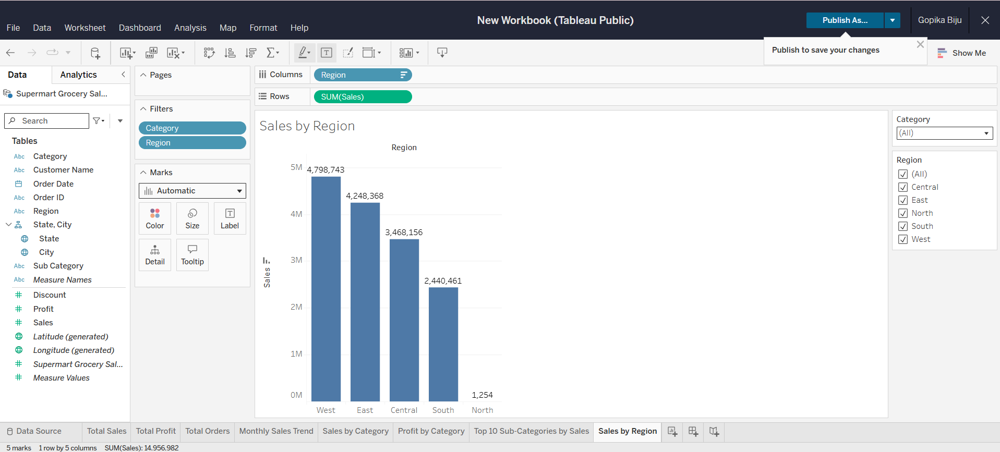 New Workbook (Tableau Public)
Publish As...
Gopika Biju
File Data Worksheet Dashboard Analysis Map Format Help
Publish to save your changes
Show Me
Data Analytics
Supermart Grocery Sal...
Search
Tables
Abc Category
Abc Customer Name
Order Date
Abc Order ID
Abc Region
State, City
State
City
Abc Sub Category
Abc Measure Names
Discount
Profit
Sales
Latitude (generated)
Longitude (generated)
Supermart Grocery Sal...
Measure Values
Pages
Filters
Category
Region
Marks
Automatic
Color Size Label
Detail Tooltip
Columns Region
Rows SUM(Sales)
Sales by Region
Region
Sales
5M
4M
3M
2M
1M
0M
4,798,743
4,248,368
3,468,156
2,440,461
1,254
West East Central South North
Category
(All)
Region
(All)
Central
East
North
South
West
Data Source Total Sales Total Profit Total Orders Monthly Sales Trend Sales by Category Profit by Category Top 10 Sub-Categories by Sales Sales by Region
5 marks 1 row by 5 columns SUM(Sales): 14,956,982